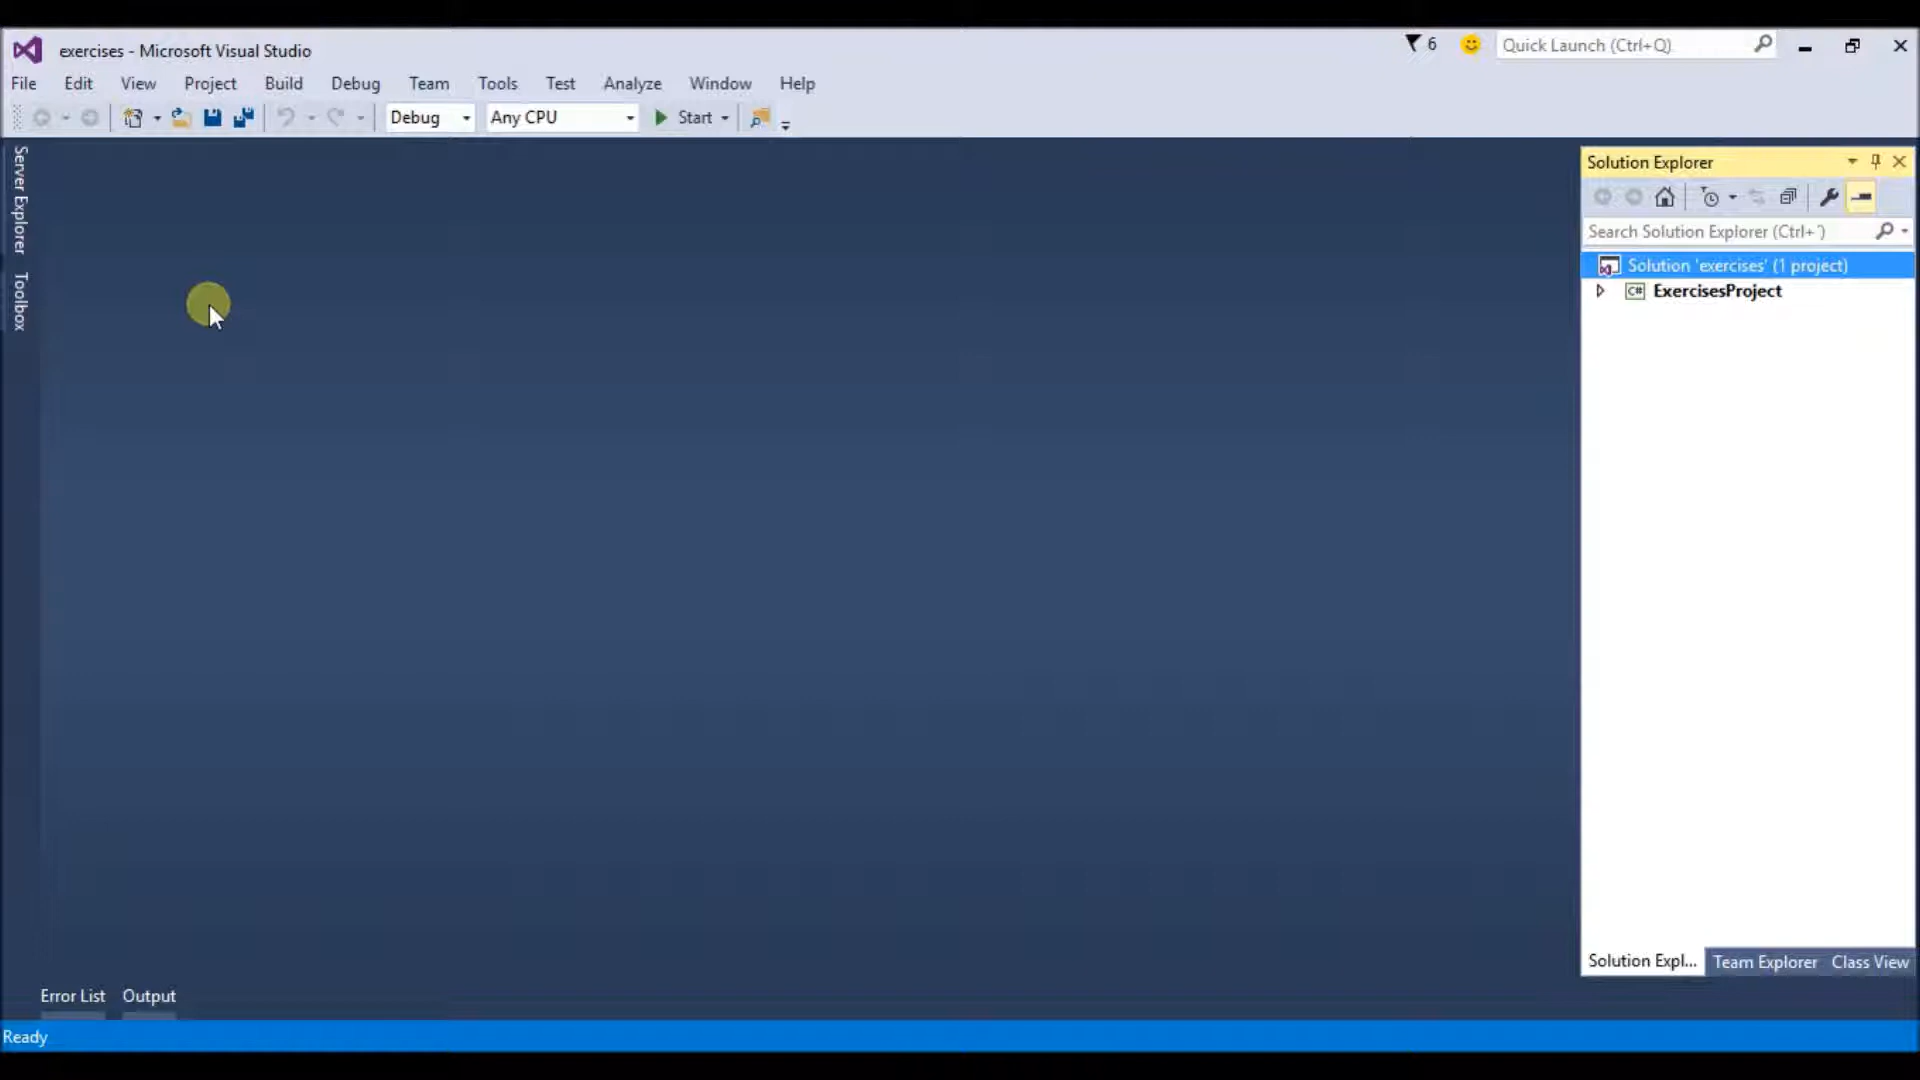 exercises - Microsoft Visual Studio
6
Quick Launch (Ctrl+Q)
File Edit View Project Build Debug Team Tools Test Analyze Window Help
Debug Any CPU Start
Server Explorer
Toolbox
Solution Explorer
Search Solution Explorer (Ctrl+¨)
Solution 'exercises' (1 project)
C# ExercisesProject
Solution Expl... Team Explorer Class View
Error List Output
Ready